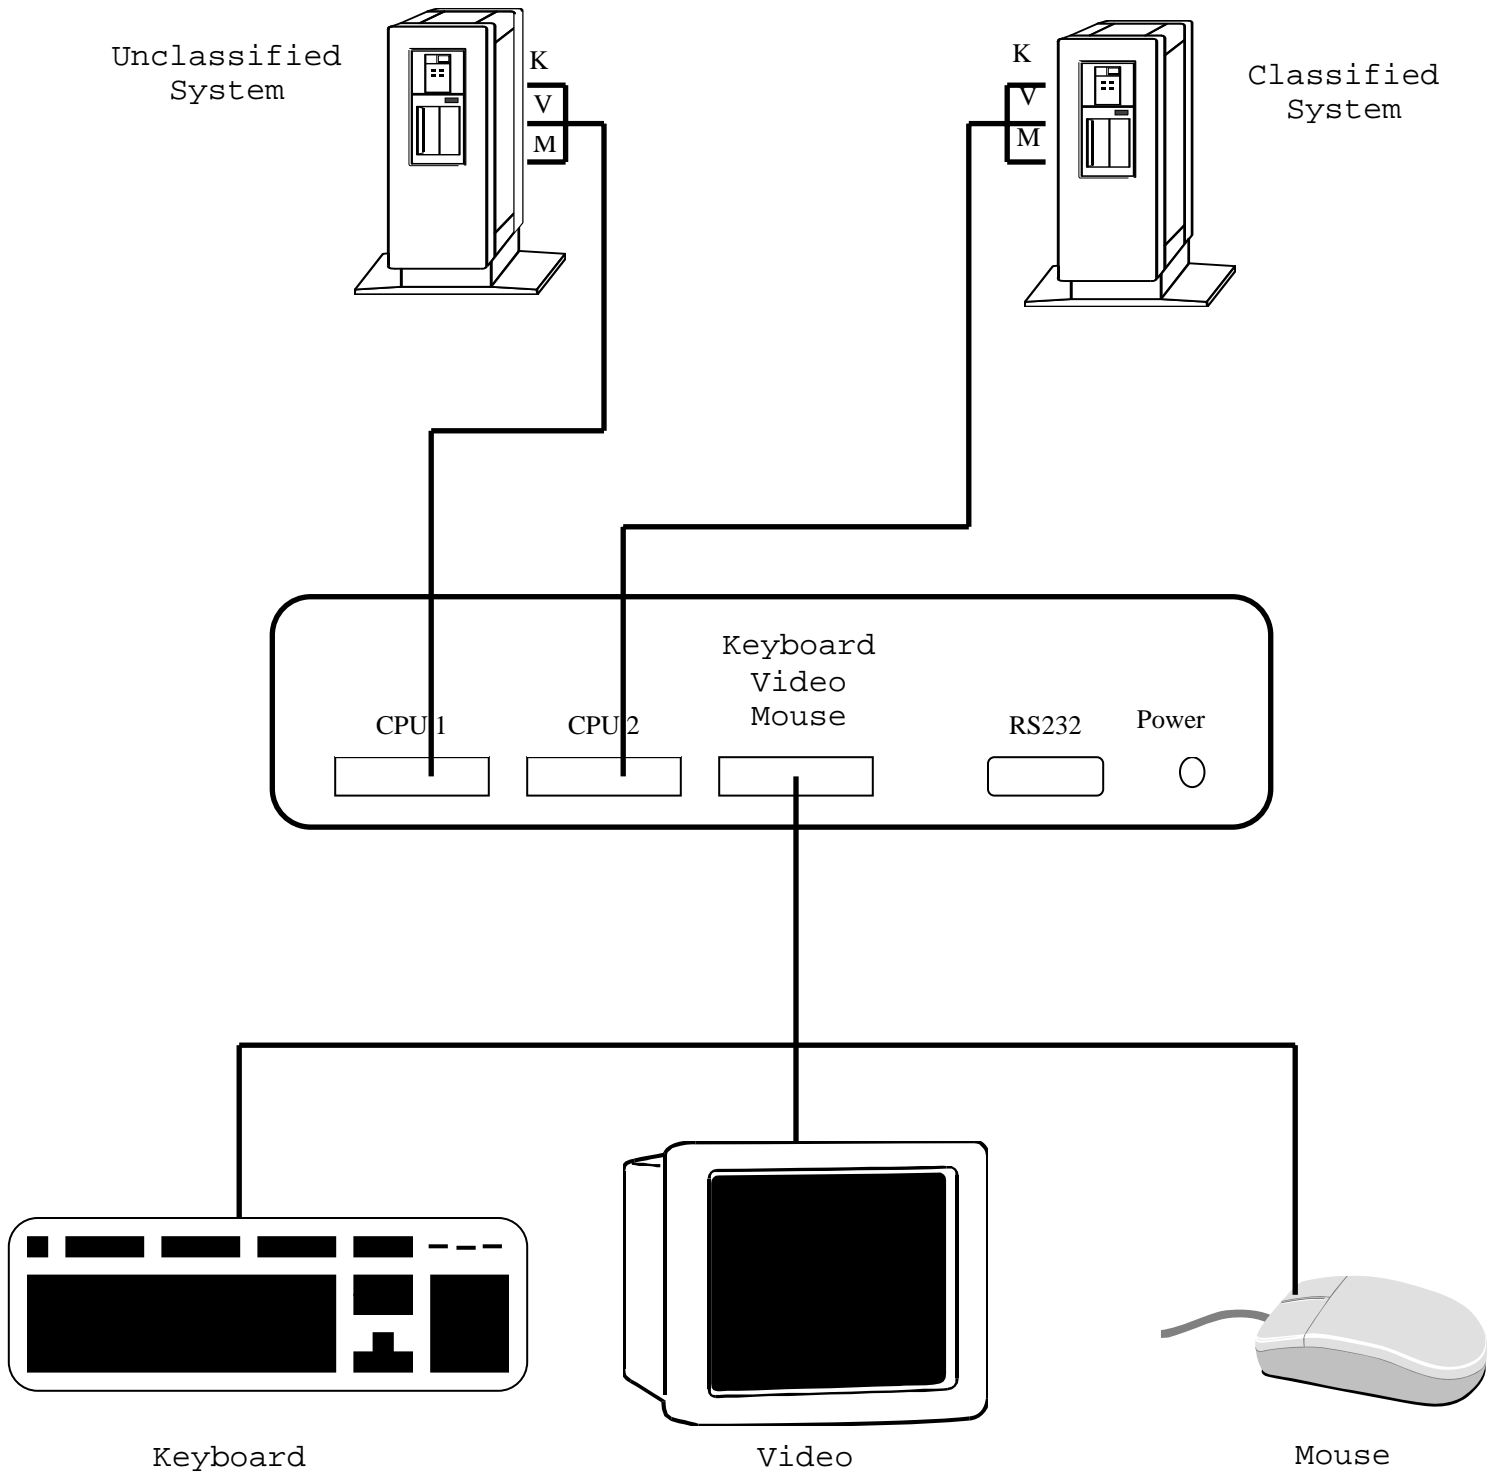 Unclassified
System
K
V
M
K
V
M
Classified
System
Keyboard
Video
Mouse
CPU 1
CPU 2
RS232
Power
Keyboard
Video
Mouse